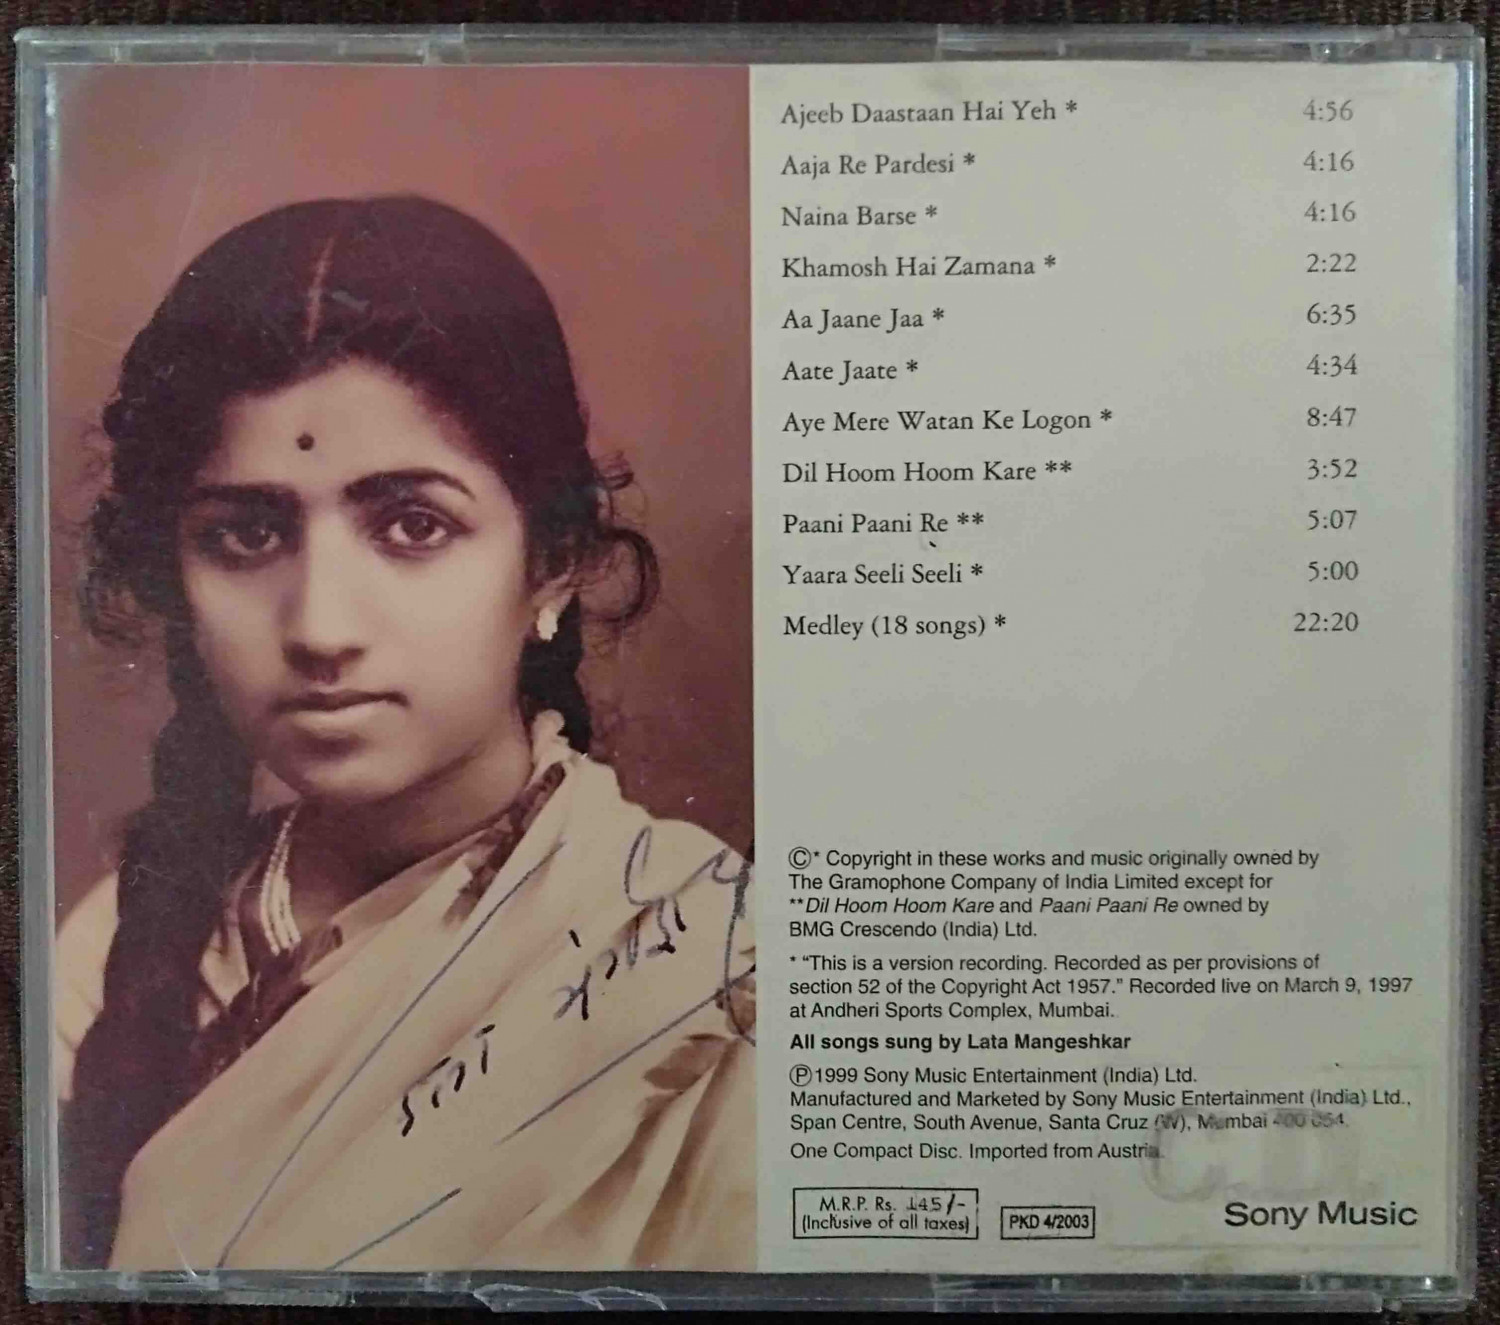 Ajeeb Daastaan Hai Yeh * 4:56
Aaja Re Pardesi * 4:16
Naina Barse * 4:16
Khamosh Hai Zamana * 2:22
Aa Jaane Jaa * 6:35
Aate Jaate * 4:34
Aye Mere Watan Ke Logon * 8:47
Dil Hoom Hoom Kare ** 3:52
Paani Paani Re ** 5:07
Yaara Seeli Seeli * 5:00
Medley (18 songs) * 22:20
©* Copyright in these works and music originally owned by
The Gramophone Company of India Limited except for
**Dil Hoom Hoom Kare and Paani Paani Re owned by
BMG Crescendo (India) Ltd.
* “This is a version recording. Recorded as per provisions of
section 52 of the Copyright Act 1957.” Recorded live on March 9, 1997
at Andheri Sports Complex, Mumbai.
All songs sung by Lata Mangeshkar
℗1999 Sony Music Entertainment (India) Ltd.
Manufactured and Marketed by Sony Music Entertainment (India) Ltd.,
Span Centre, South Avenue, Santa Cruz (W), Mumbai 400 054.
One Compact Disc. Imported from Austria.
M.R.P. Rs. 145/-
(Inclusive of all taxes)
PKD 4/2003
Sony Music
लता मंगेशकर